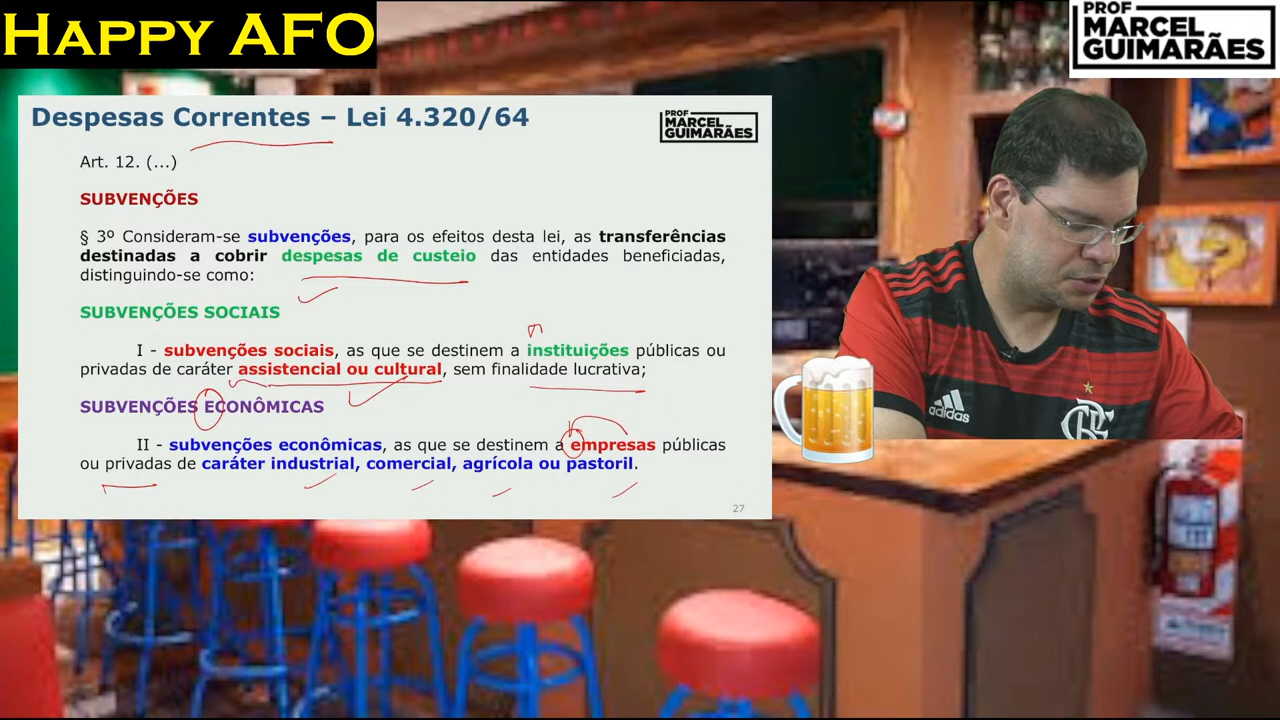 HAPPY AFO
PROF
MARCEL
GUIMARÃES
Despesas Correntes – Lei 4.320/64
PROF
MARCEL
GUIMARÃES
Art. 12. (...)
SUBVENÇÕES
§ 3º Consideram-se subvenções, para os efeitos desta lei, as transferências
destinadas a cobrir despesas de custeio das entidades beneficiadas,
distinguindo-se como:
SUBVENÇÕES SOCIAIS
I - subvenções sociais, as que se destinem a instituições públicas ou
privadas de caráter assistencial ou cultural, sem finalidade lucrativa;
SUBVENÇÕES ECONÔMICAS
II - subvenções econômicas, as que se destinem a empresas públicas
ou privadas de caráter industrial, comercial, agrícola ou pastoril.
27
adidas